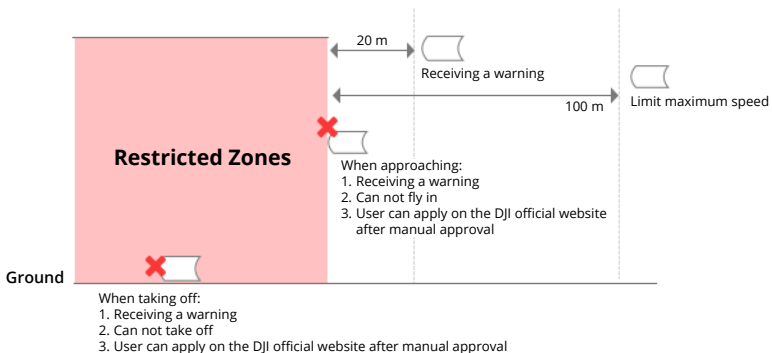 20 m
Receiving a warning
100 m
Limit maximum speed
Restricted Zones
When approaching:
1. Receiving a warning
2. Can not fly in
3. User can apply on the DJI official website
after manual approval
Ground
When taking off:
1. Receiving a warning
2. Can not take off
3. User can apply on the DJI official website after manual approval